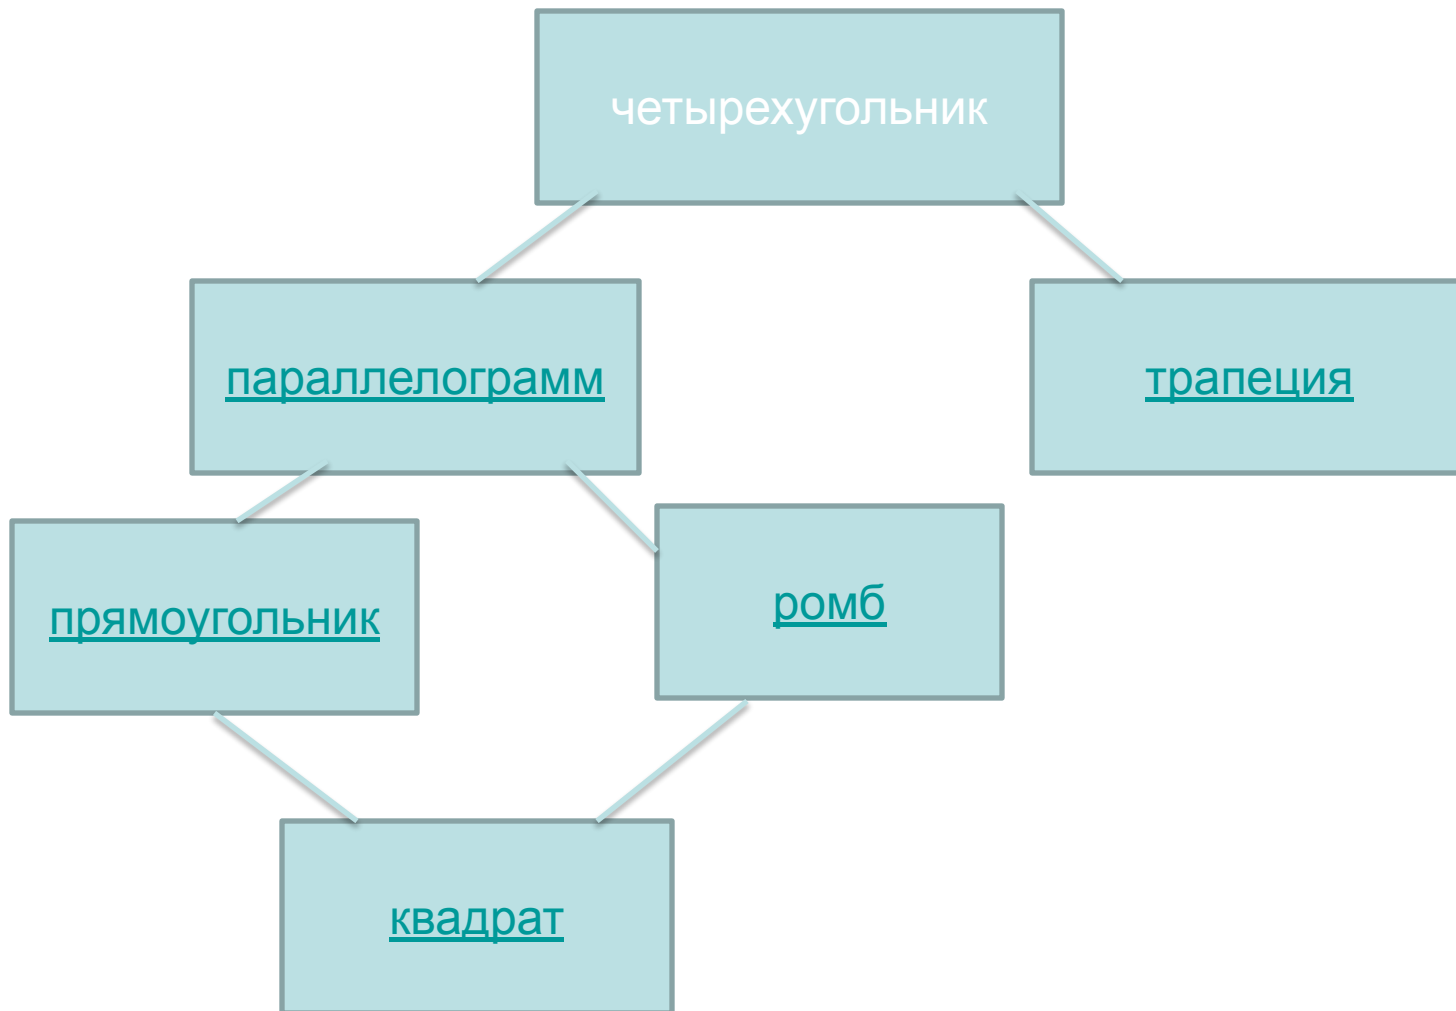 четырехугольник
параллелограмм
трапеция
прямоугольник
ромб
квадрат